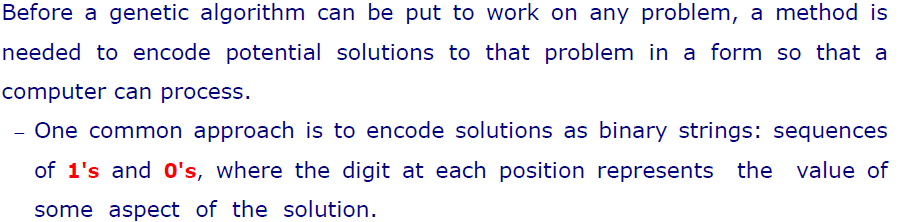 Before a genetic algorithm can be put to work on any problem, a method is
needed to encode potential solutions to that problem in a form so that a
computer can process.
– One common approach is to encode solutions as binary strings: sequences
of 1's and 0's, where the digit at each position represents the value of
some aspect of the solution.